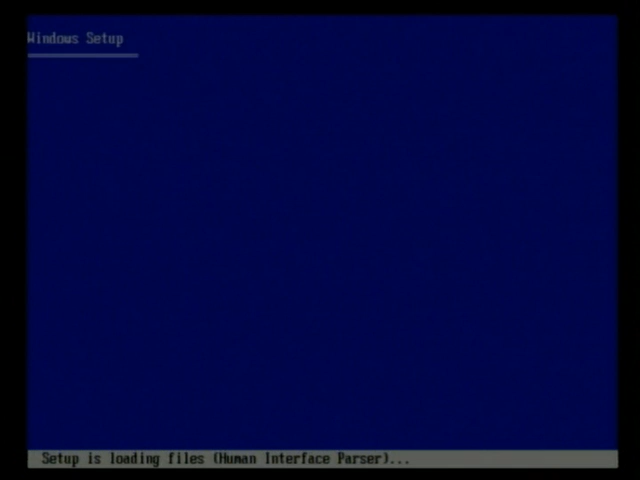 Windows Setup
Setup is loading files (Human Interface Parser)...